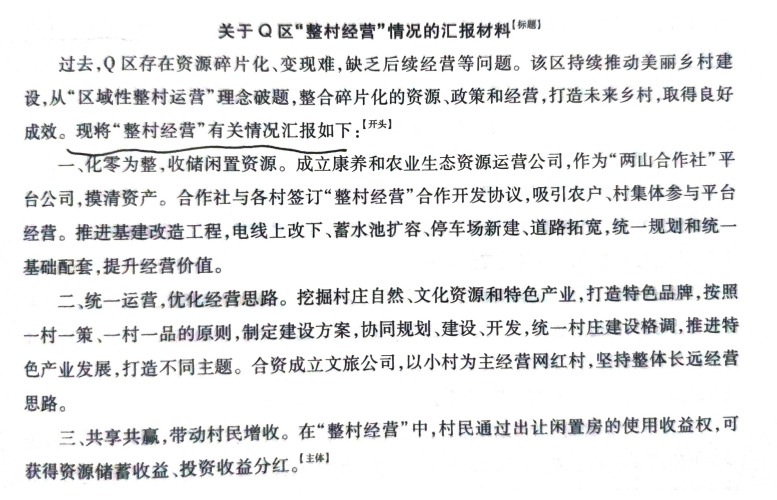 关于Q区“整村经营”情况的汇报材料【标题】
过去,Q区存在资源碎片化、变现难,缺乏后续经营等问题。该区持续推动美丽乡村建
设,从“区域性整村运营”理念破题,整合碎片化的资源、政策和经营,打造未来乡村,取得良好
成效。现将“整村经营”有关情况汇报如下:【开头】
一、化零为整,收储闲置资源。成立康养和农业生态资源运营公司,作为“两山合作社”平
台公司,摸清资产。合作社与各村签订“整村经营”合作开发协议,吸引农户、村集体参与平台
经营。推进基建改造工程,电线上改下、蓄水池扩容、停车场新建、道路拓宽,统一规划和统一
基础配套,提升经营价值。
二、统一运营,优化经营思路。挖掘村庄自然、文化资源和特色产业,打造特色品牌,按照
一村一策、一村一品的原则,制定建设方案,协同规划、建设、开发,统一村庄建设格调,推进特
色产业发展,打造不同主题。合资成立文旅公司,以小村为主经营网红村,坚持整体长远经营
思路。
三、共享共赢,带动村民增收。在“整村经营”中,村民通过出让闲置房的使用收益权,可
获得资源储蓄收益、投资收益分红。【主体】